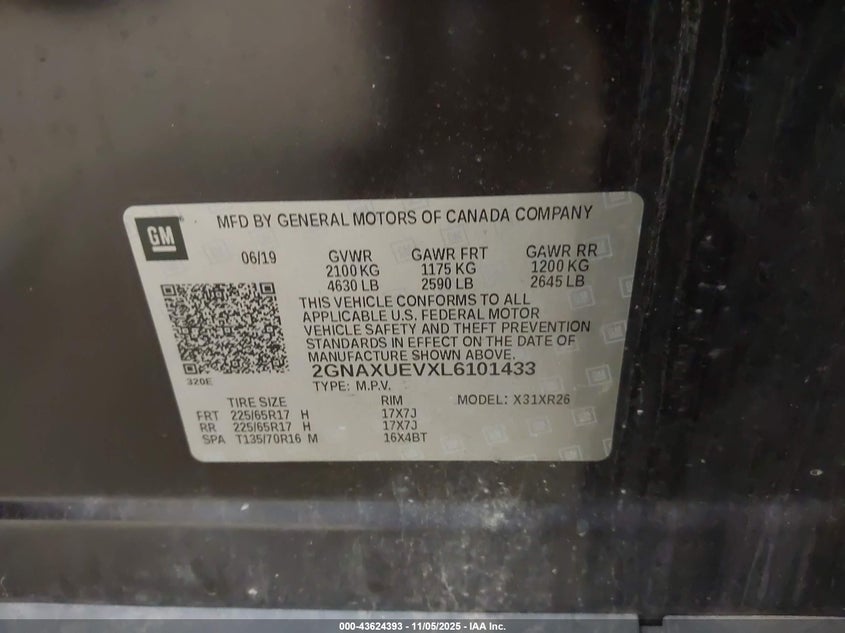 GM
MFD BY GENERAL MOTORS OF CANADA COMPANY
06/19 GVWR GAWR FRT GAWR RR
2100 KG 1175 KG 1200 KG
4630 LB 2590 LB 2645 LB
THIS VEHICLE CONFORMS TO ALL
APPLICABLE U.S. FEDERAL MOTOR
VEHICLE SAFETY AND THEFT PREVENTION
STANDARDS IN EFFECT ON THE DATE OF
MANUFACTURE SHOWN ABOVE.
320E
2GNAXUEVXL6101433
TYPE: M.P.V.
TIRE SIZE RIM MODEL: X31XR26
FRT 225/65R17 H 17X7J
RR 225/65R17 H 17X7J
SPA T135/70R16 M 16X4BT
000-43624393 - 11/05/2025 - IAA Inc.